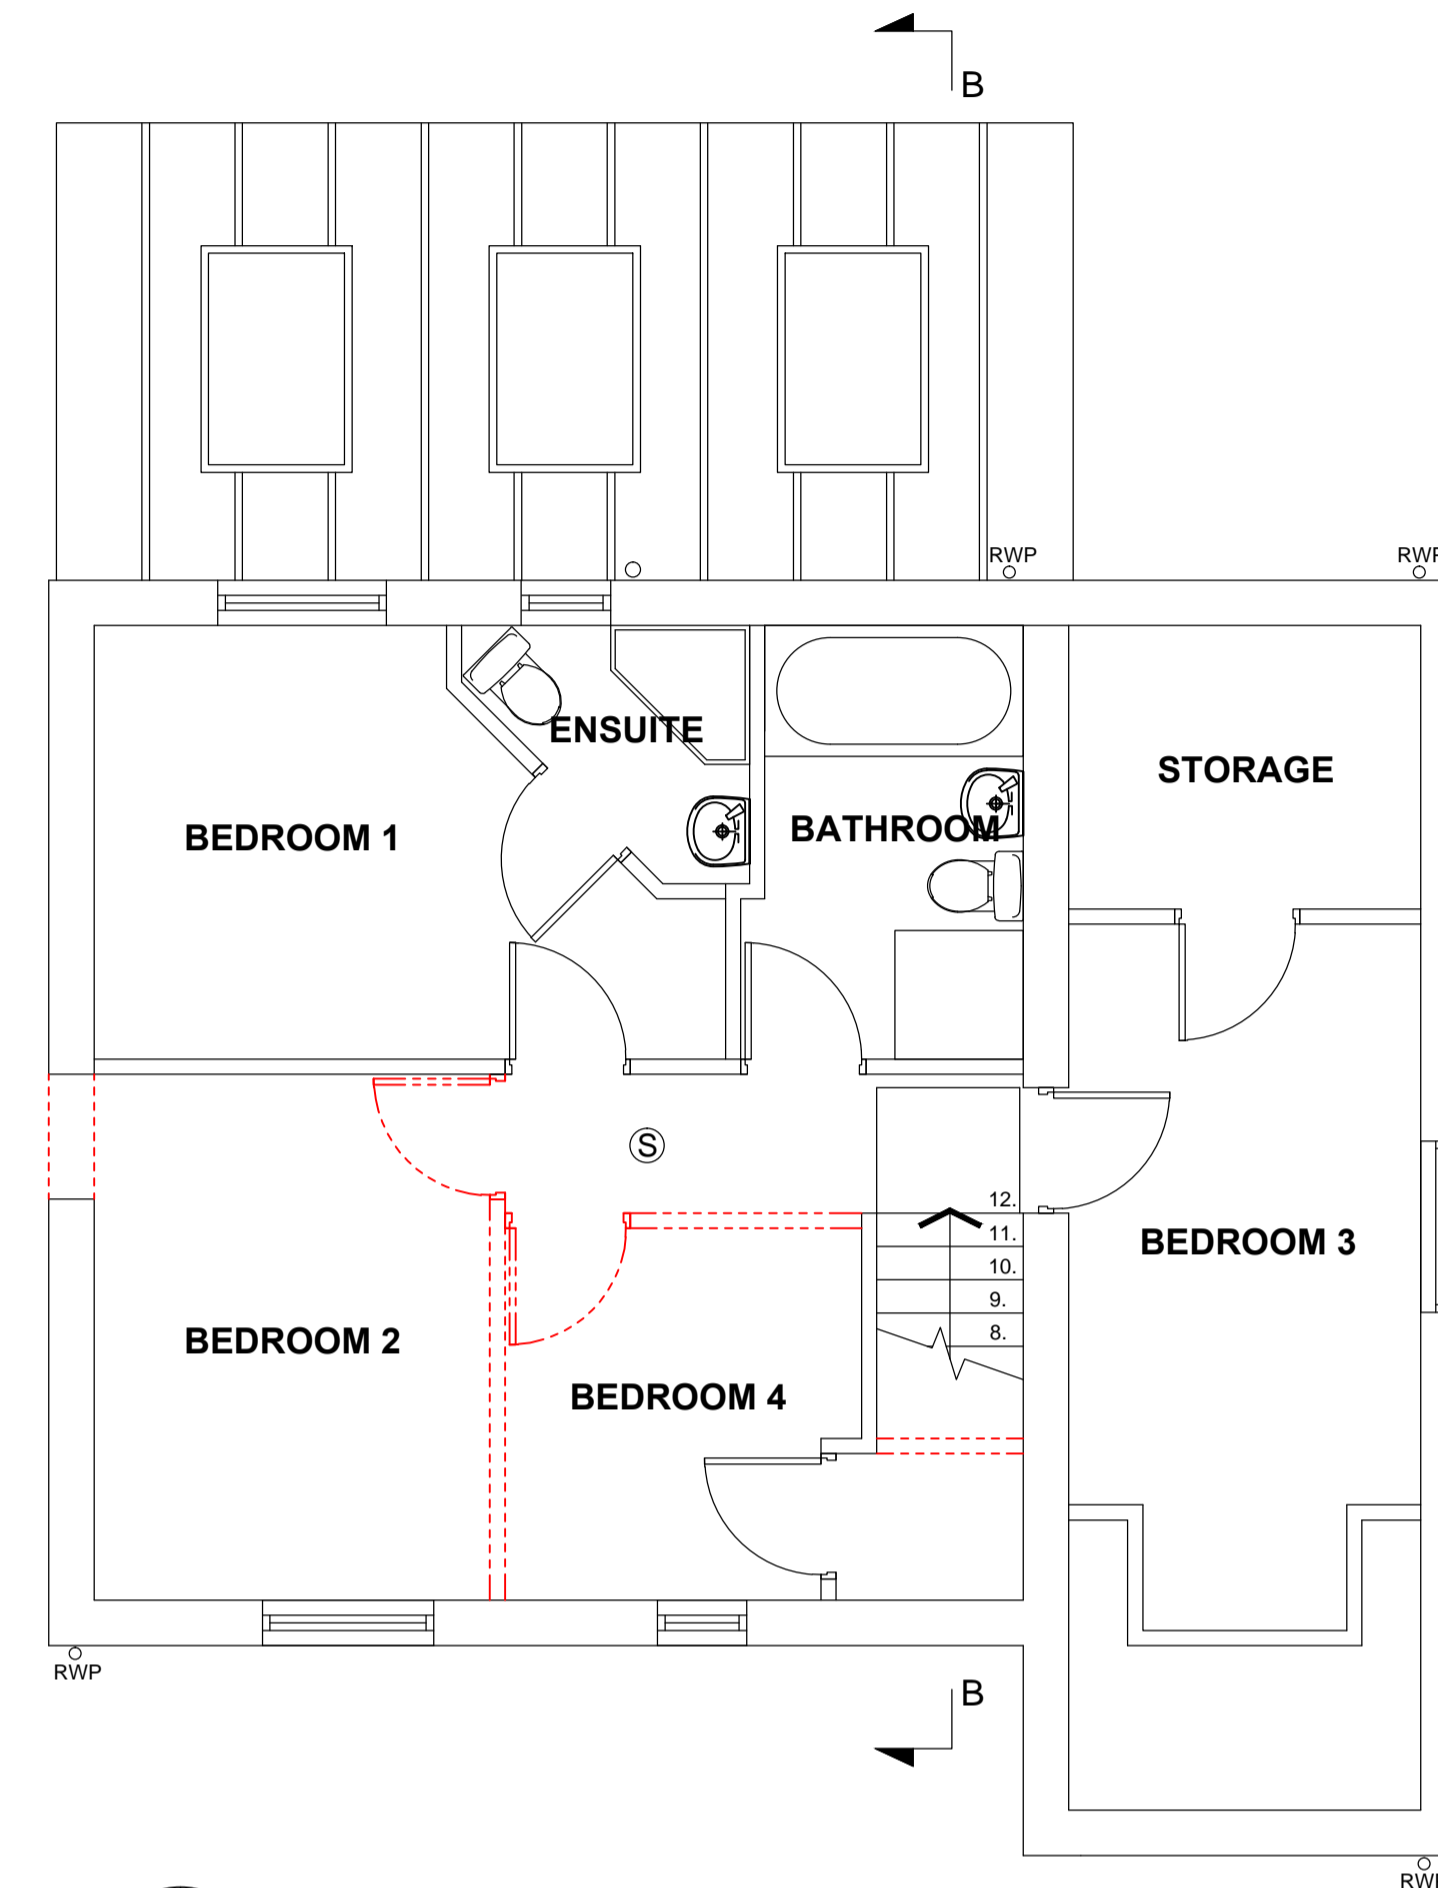 B
RWP
RWP
ENSUITE
STORAGE
BATHROOM
BEDROOM 1
S
12.
11.
BEDROOM 3
10.
9.
8.
BEDROOM 2
BEDROOM 4
RWP
B
RWP